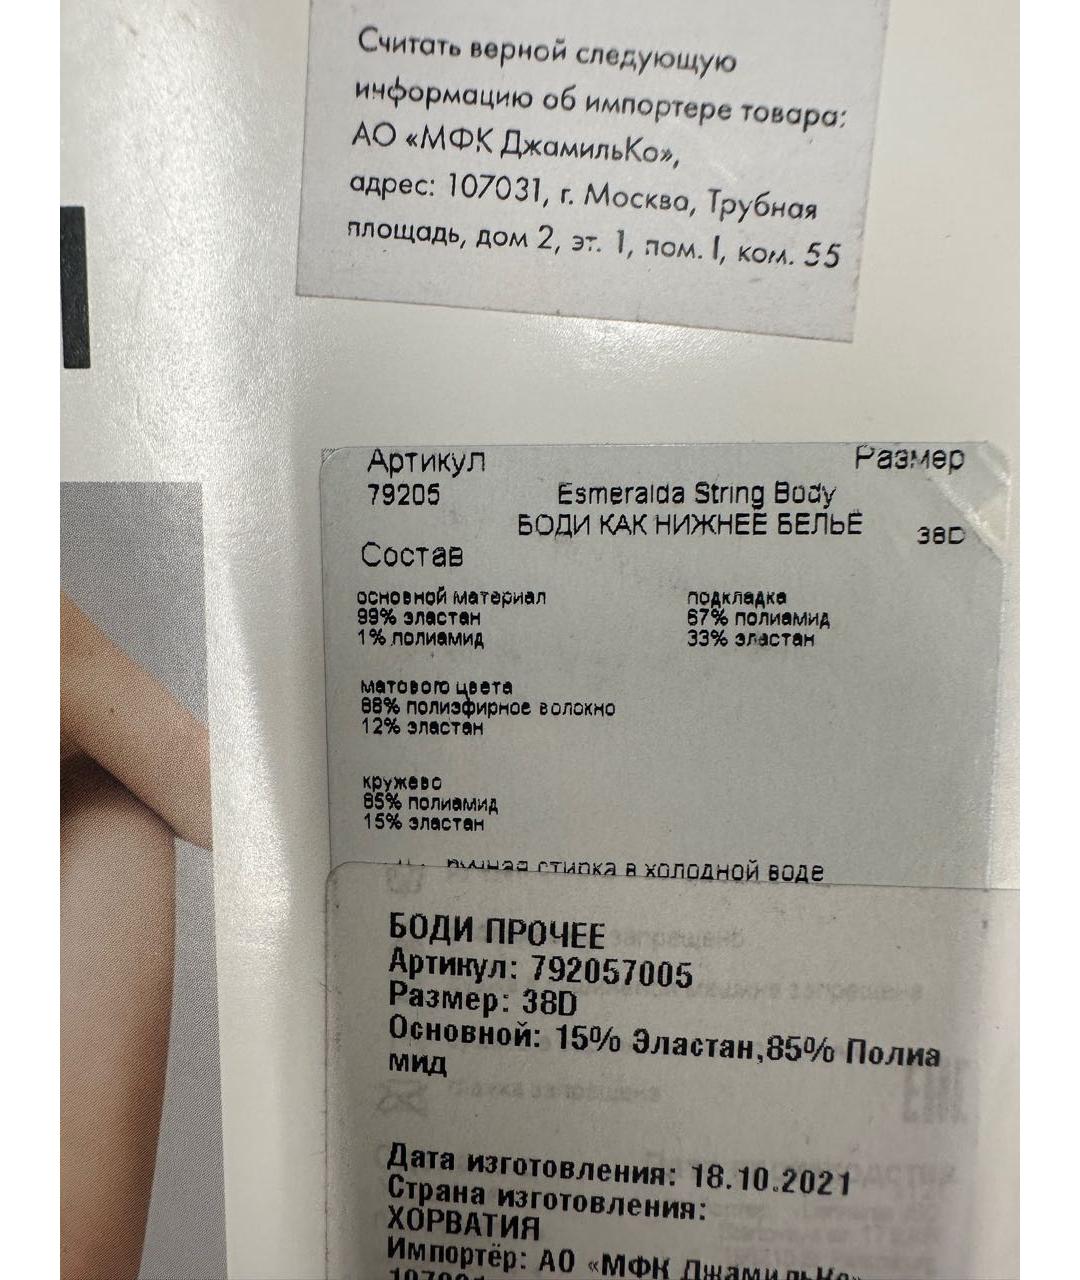 Считать верной следующую
информацию об импортере товара:
АО «МФК ДжамильКо»,
адрес: 107031, г. Москва, Трубная
площадь, дом 2, эт. 1, пом. I, ком. 55
Артикул Размер
79205 Esmeralda String Body
БОДИ КАК НИЖНЕЕ БЕЛЬЁ 38D
Состав
основной материал подкладка
99% эластан 67% полиамид
1% полиамид 33% эластан
матового цвета
88% полиэфирное волокно
12% эластан
кружево
85% полиамид
15% эластан
ручная стирка в холодной воде
БОДИ ПРОЧЕЕ
запрещено
Артикул: 792057005
запрещена
Размер: 38D
Основной: 15% Эластан,85% Полиа
мид
Дата изготовления: 18.10.2021
Страна изготовления:
ХОРВАТИЯ
Импортёр: АО «МФК ДжамильКо»